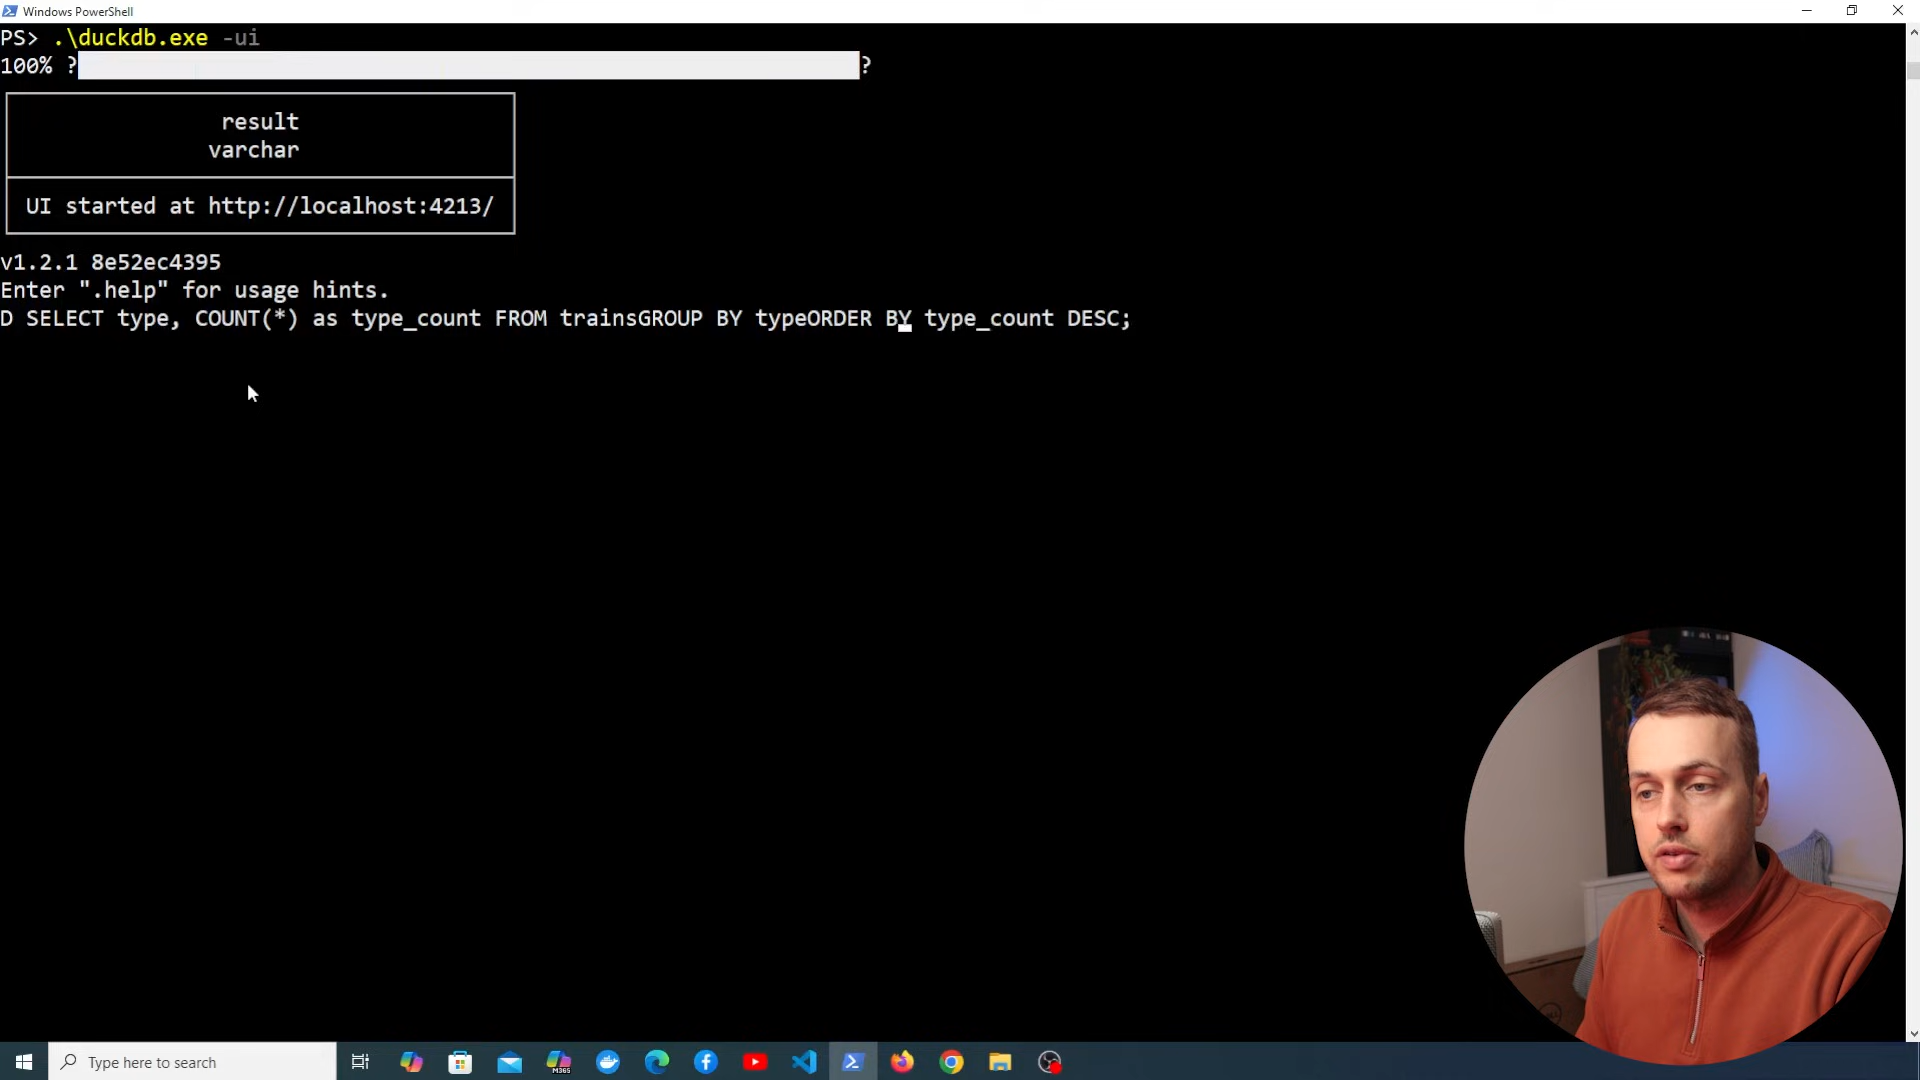 Windows PowerShell
PS> .\duckdb.exe -ui
100% ? ?
result
varchar
UI started at http://localhost:4213/
v1.2.1 8e52ec4395
Enter ".help" for usage hints.
D SELECT type, COUNT(*) as type_count FROM trainsGROUP BY typeORDER BY type_count DESC;
Type here to search
M365